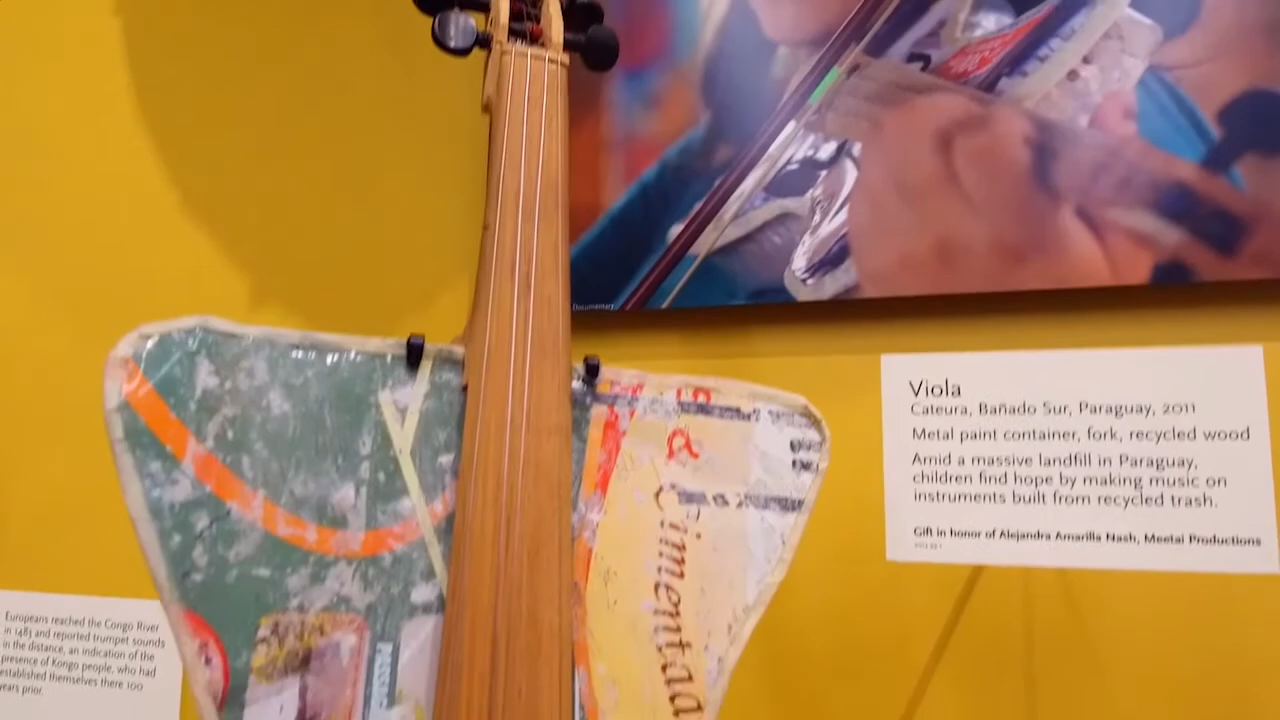 Documentary
Viola
Cateura, Bañado Sur, Paraguay, 2011
Metal paint container, fork, recycled wood
Amid a massive landfill in Paraguay,
children find hope by making music on
instruments built from recycled trash.
Gift in honor of Alejandra Amarilla Nash, Meetai Productions
Europeans reached the Congo River
in 1483 and reported trumpet sounds
in the distance, an indication of the
presence of Kongo people, who had
established themselves there 100
years prior.